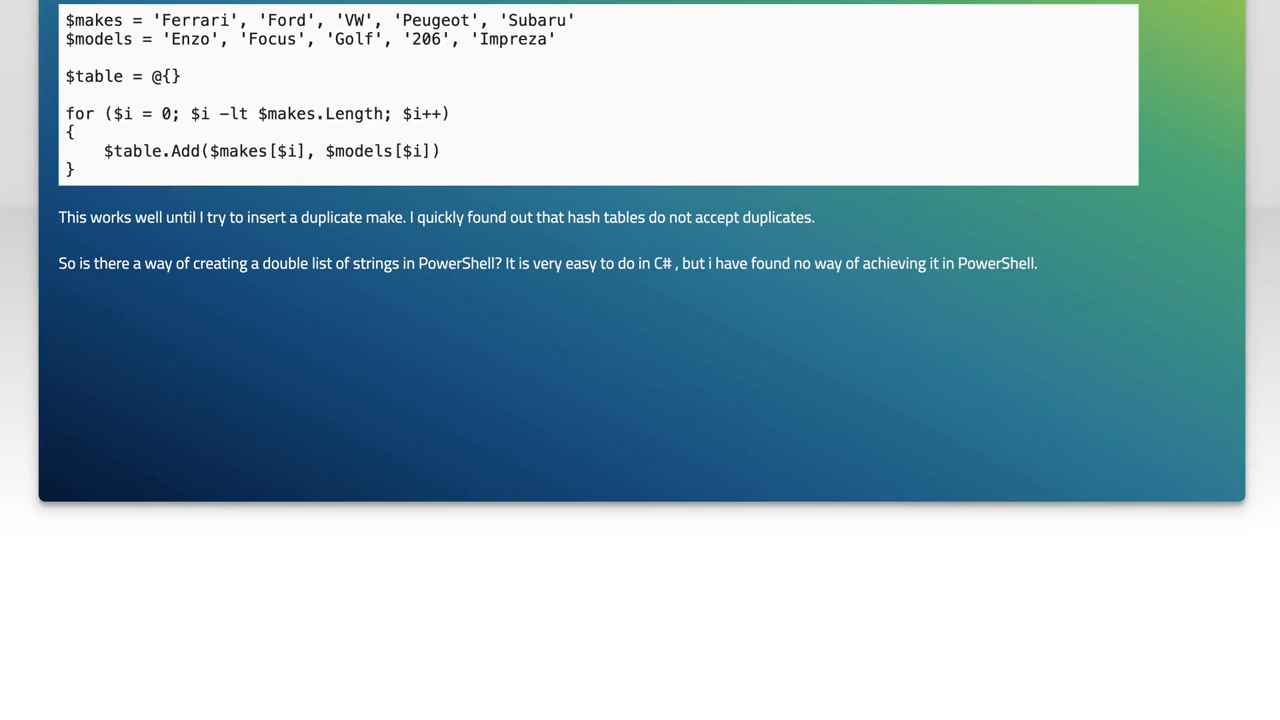 $makes = 'Ferrari', 'Ford', 'VW', 'Peugeot', 'Subaru'
$models = 'Enzo', 'Focus', 'Golf', '206', 'Impreza'
$table = @{}
for ($i = 0; $i -lt $makes.Length; $i++)
{
    $table.Add($makes[$i], $models[$i])
}
This works well until I try to insert a duplicate make. I quickly found out that hash tables do not accept duplicates.
So is there a way of creating a double list of strings in PowerShell? It is very easy to do in C# , but i have found no way of achieving it in PowerShell.